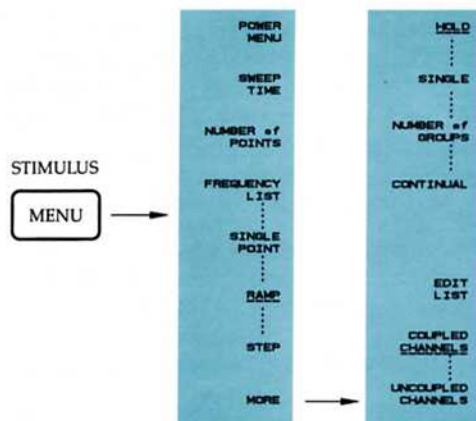 STIMULUS
MENU
POWER
MENU
SWEEP
TIME
NUMBER of
POINTS
FREQUENCY
LIST
SINGLE
POINT
RAMP
STEP
MORE
HOLD
SINGLE
NUMBER of
GROUPS
CONTINUAL
EDIT
LIST
COUPLED
CHANNELS
UNCOUPLED
CHANNELS